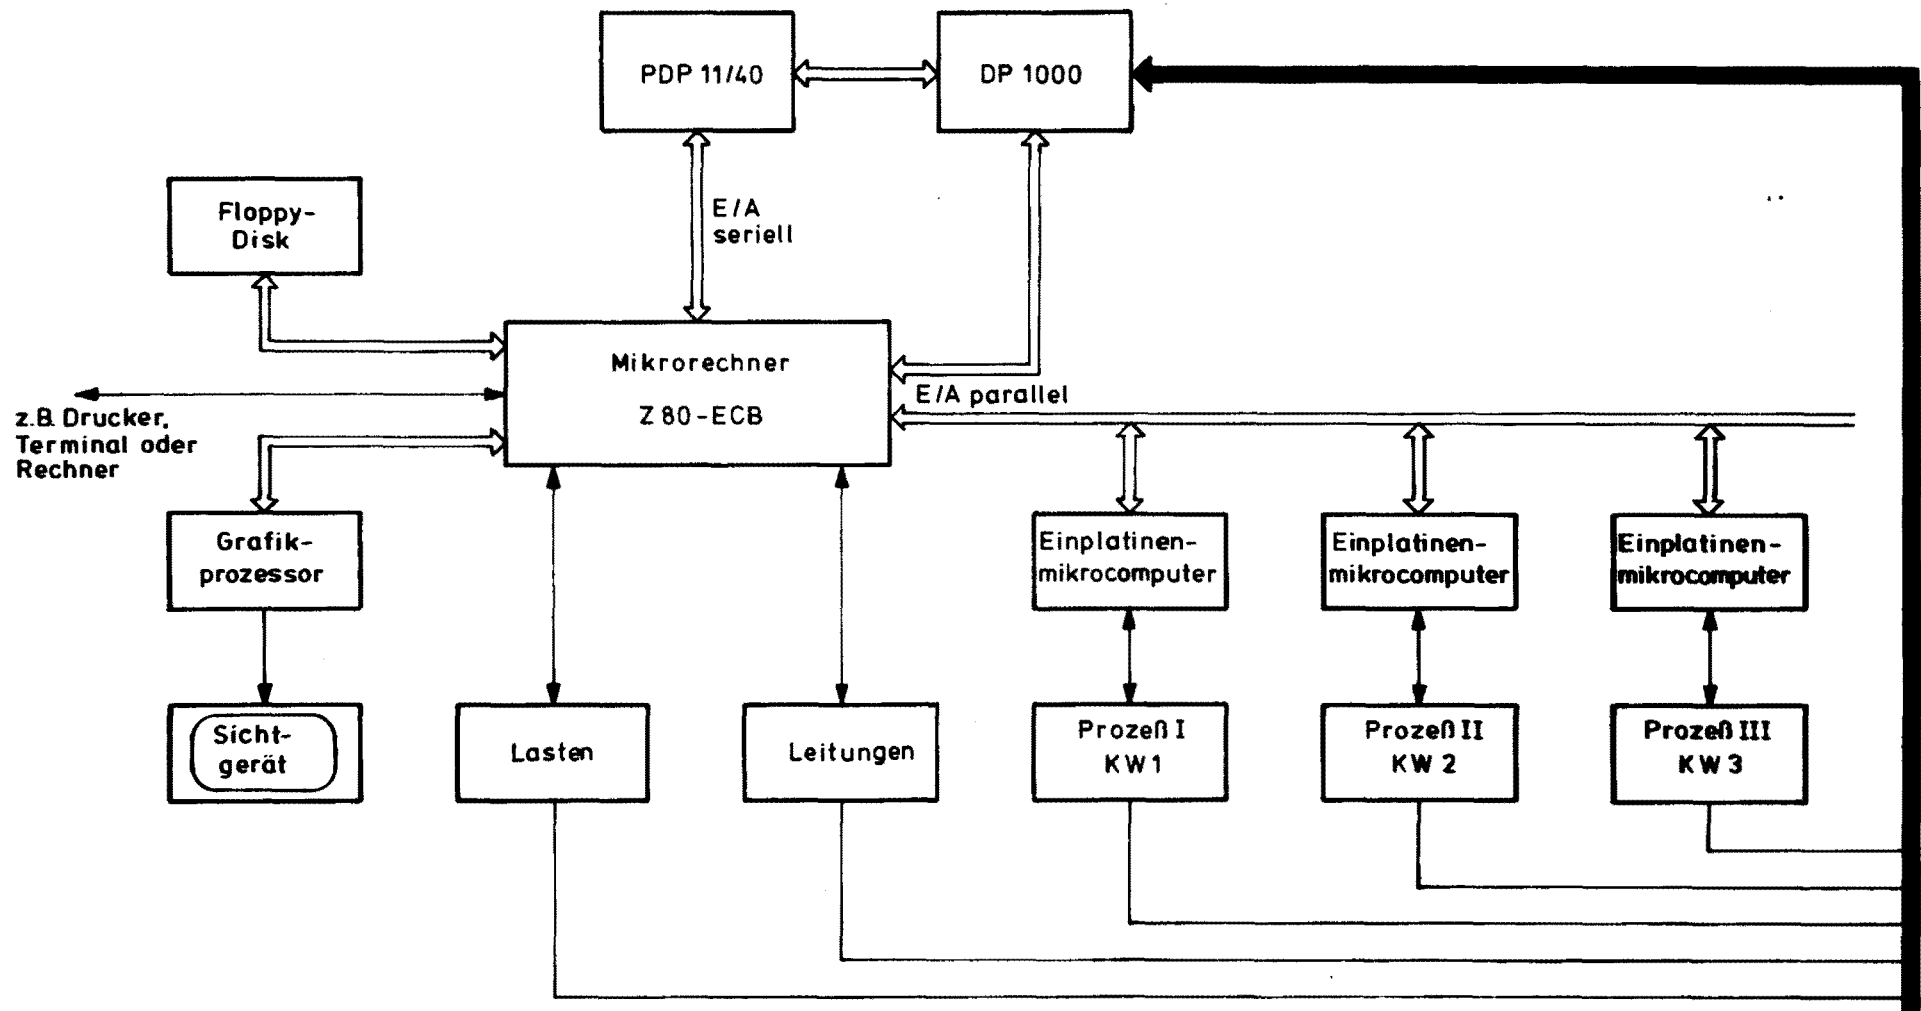 PDP 11/40
DP 1000
Floppy-
Disk
E/A
seriell
Mikrorechner
Z 80-ECB
E/A parallel
z.B. Drucker,
Terminal oder
Rechner
Grafik-
prozessor
Einplatinen-
mikrocomputer
Einplatinen-
mikrocomputer
Einplatinen-
mikrocomputer
Sicht-
gerät
Lasten
Leitungen
Prozeß I
KW 1
Prozeß II
KW 2
Prozeß III
KW 3